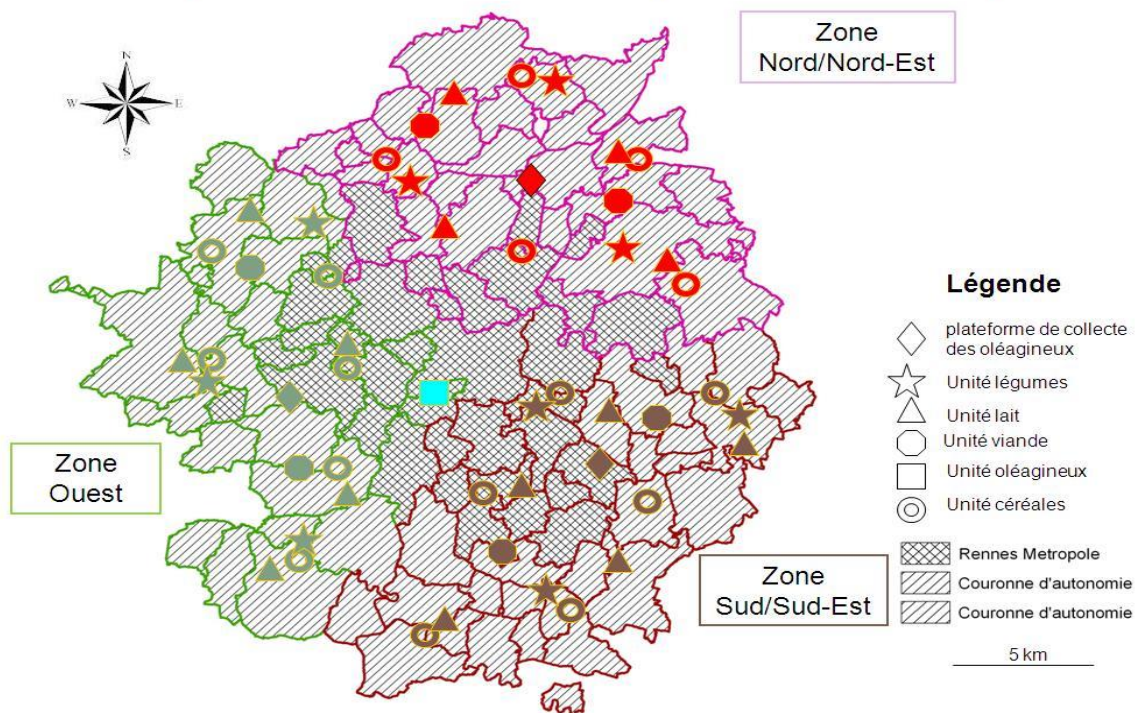 Zone
Nord/Nord-Est
N
W
E
S
Légende
plateforme de collecte
des oléagineux
Unité légumes
Unité lait
Unité viande
Unité oléagineux
Unité céréales
Zone
Ouest
Zone
Sud/Sud-Est
Rennes Metropole
Couronne d'autonomie
Couronne d'autonomie
5 km